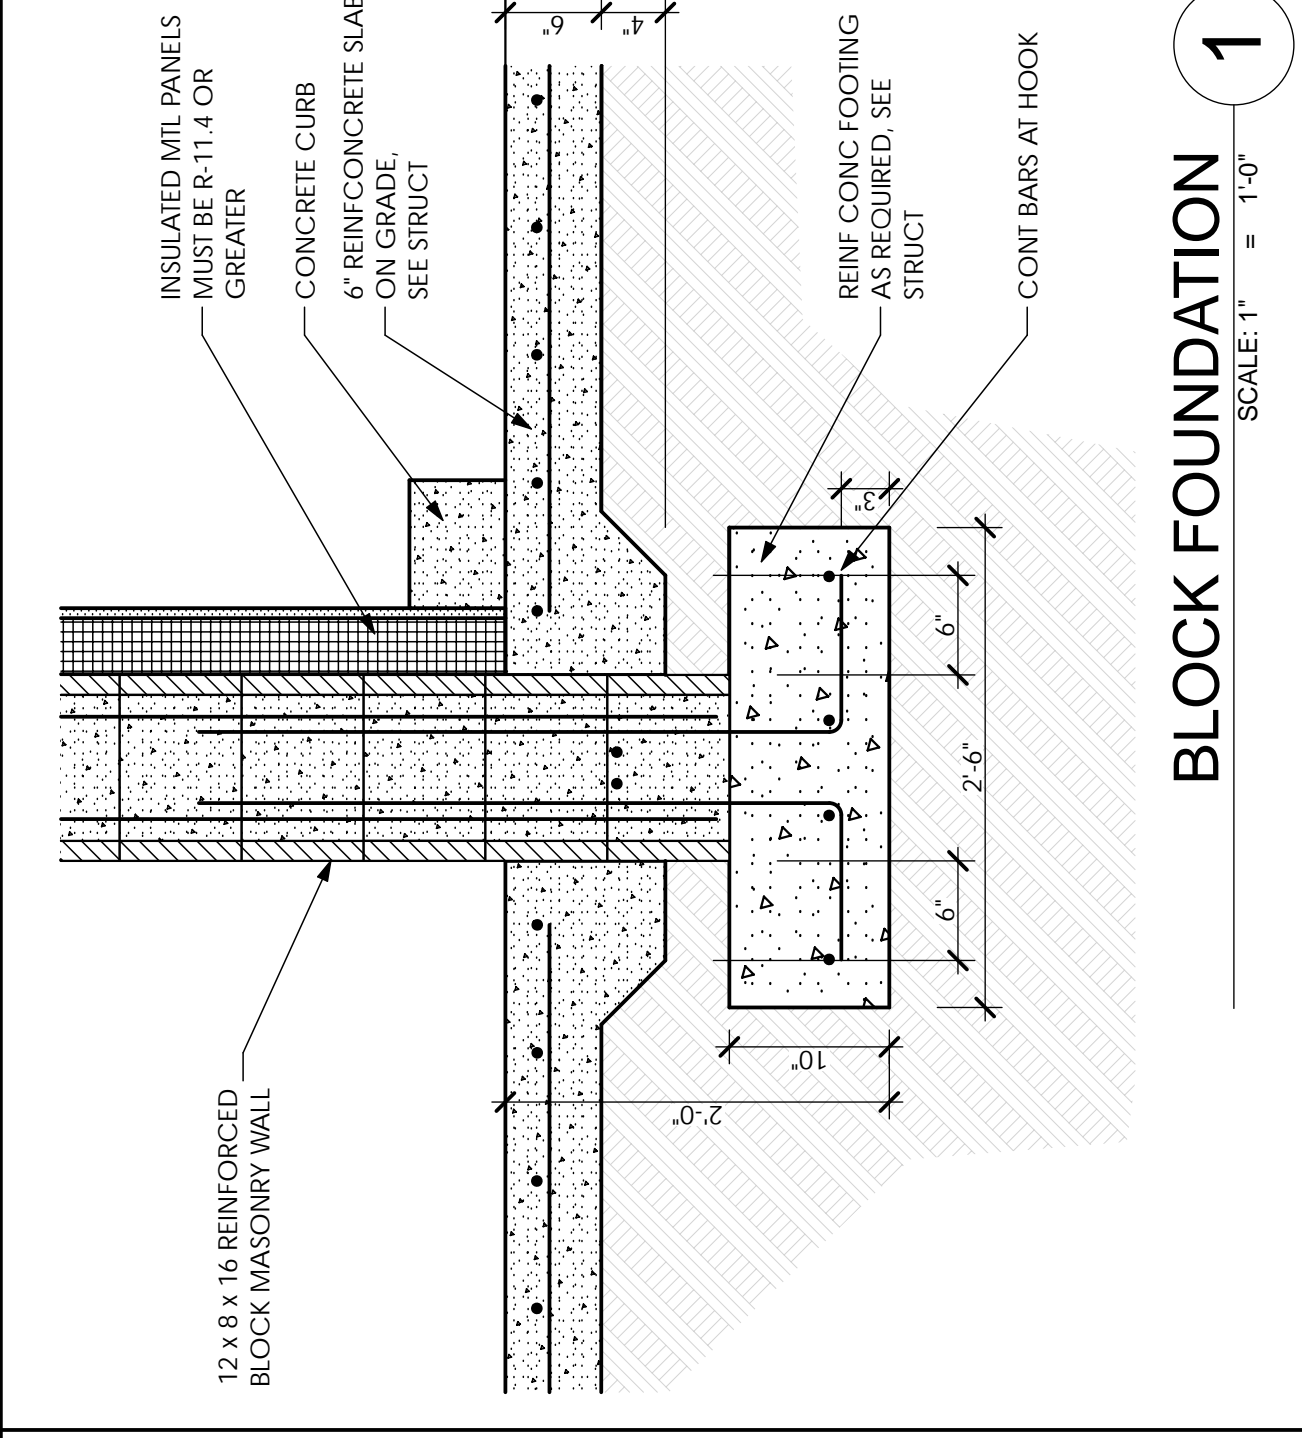 INSULATED MTL PANELS
MUST BE R-11.4 OR
GREATER
CONCRETE CURB
6" REINFCONCRETE SLAB
ON GRADE,
SEE STRUCT
6"
4"
REINF CONC FOOTING
AS REQUIRED, SEE
STRUCT
CONT BARS AT HOOK
3"
6"
2'-6"
6"
10"
2'-0"
12 x 8 x 16 REINFORCED
BLOCK MASONRY WALL
BLOCK FOUNDATION
SCALE: 1" = 1'-0"
1